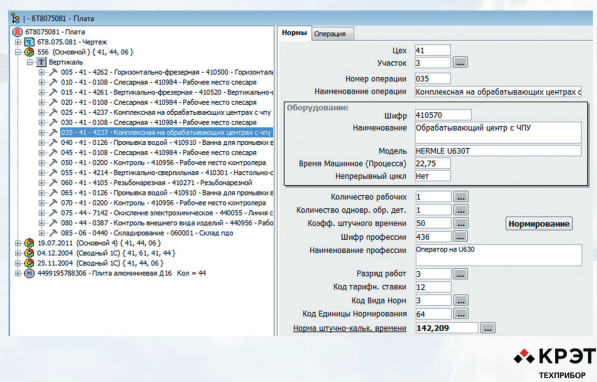 | - 6Т8075081 - Плата
6Т8075081 - Плата
6Т8.075.081 - Чертеж
556 (Основной ) { 41, 44, 06 }
Вертикаль
005 - 41 - 4262 - Горизонтально-фрезерная - 410500 - Горизонталь
010 - 41 - 0108 - Слесарная - 410984 - Рабочее место слесаря
015 - 41 - 4261 - Вертикально-фрезерная - 410520 - Вертикально-
020 - 41 - 0108 - Слесарная - 410984 - Рабочее место слесаря
025 - 41 - 4237 - Комплексная на обрабатывающих центрах с чпу
030 - 41 - 0108 - Слесарная - 410984 - Рабочее место слесаря
035 - 41 - 4237 - Комплексная на обрабатывающих центрах с чпу
040 - 41 - 0126 - Промывка водой - 410910 - Ванна для промывки в
045 - 41 - 0108 - Слесарная - 410984 - Рабочее место слесаря
050 - 41 - 0200 - Контроль - 410956 - Рабочее место контролера
055 - 41 - 4214 - Вертикально-сверлильная - 410301 - Настольно-с
060 - 41 - 4105 - Резьбонарезная - 410271 - Резьбонарезной
065 - 41 - 0126 - Промывка водой - 410910 - Ванна для промывки в
070 - 41 - 0200 - Контроль - 410956 - Рабочее место контролера
075 - 44 - 7142 - Окисление электрохимическое - 440055 - Линия с
080 - 44 - 0387 - Контроль внешнего вида изделий - 440956 - Рабо
085 - 06 - 0440 - Складирование - 060001 - Склад пдо
19.07.2011 (Основной 4) { 41, 44, 06 }
04.12.2004 (Сводный 1С) { 41, 61, 41, 44 }
25.11.2004 (Сводный 1С) { 41, 44, 06 }
4499195788306 - Плита алюминиевая Д16 Кол = 44
Нормы Операция
Цех 41
Участок 3 ...
Номер операции 035
Наименование операции Комплексная на обрабатывающих центрах с
Оборудование
Шифр 410570
Наименование Обрабатывающий центр с ЧПУ
Модель HERMLE U630T
Время Машинное (Процесса) 22,75
Непрерывный цикл Нет
Количество рабочих 1 ...
Количество одновр. обр. дет. 1 ...
Коэфф. штучного времени 50 ... Нормирование
Шифр профессии 436 ...
Наименование профессии Оператор на U630
Разряд работ 3 ...
Код тарифн. ставки 12
Код Вида Норм 3 ...
Код Единицы Нормирования 64 ...
Норма штучно-кальк. времени 142,209 ...
КРЭТ
ТЕХПРИБОР